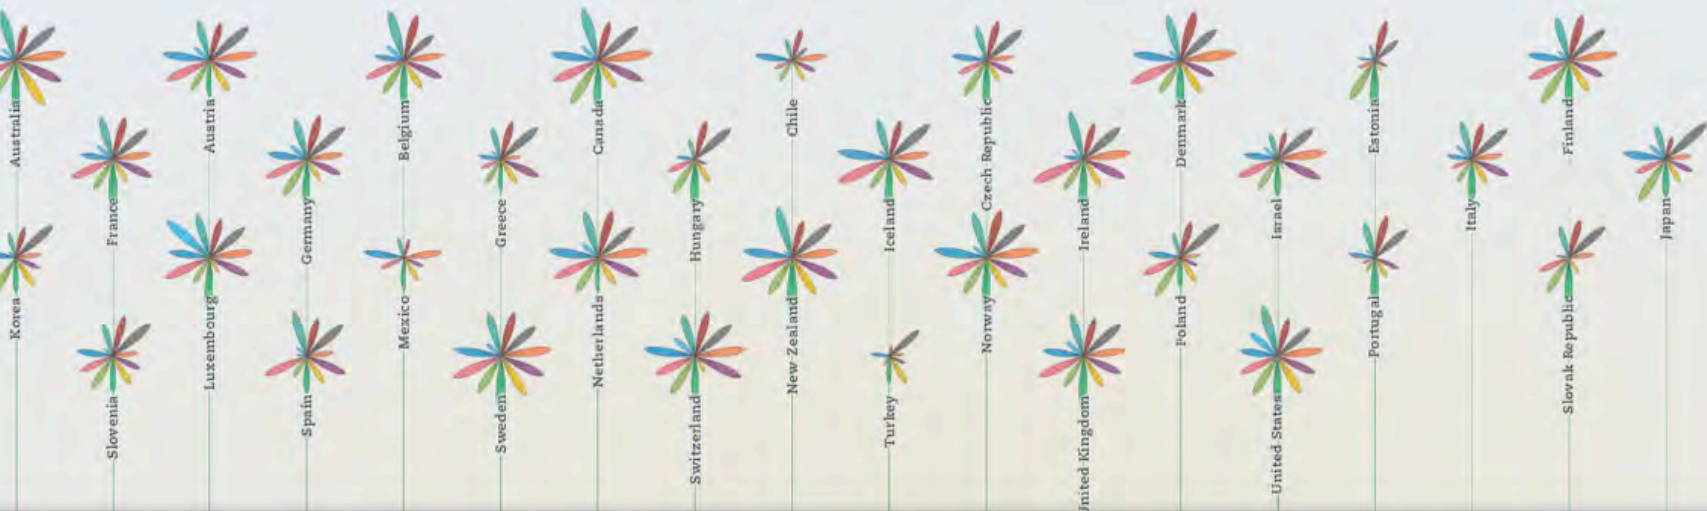 Australia
Austria
Belgium
Canada
Chile
Czech Republic
Denmark
Estonia
Finland
France
Germany
Greece
Hungary
Iceland
Ireland
Israel
Italy
Japan
Korea
Luxembourg
Mexico
Netherlands
New Zealand
Norway
Poland
Portugal
Slovak Republic
Slovenia
Spain
Sweden
Switzerland
Turkey
United Kingdom
United States